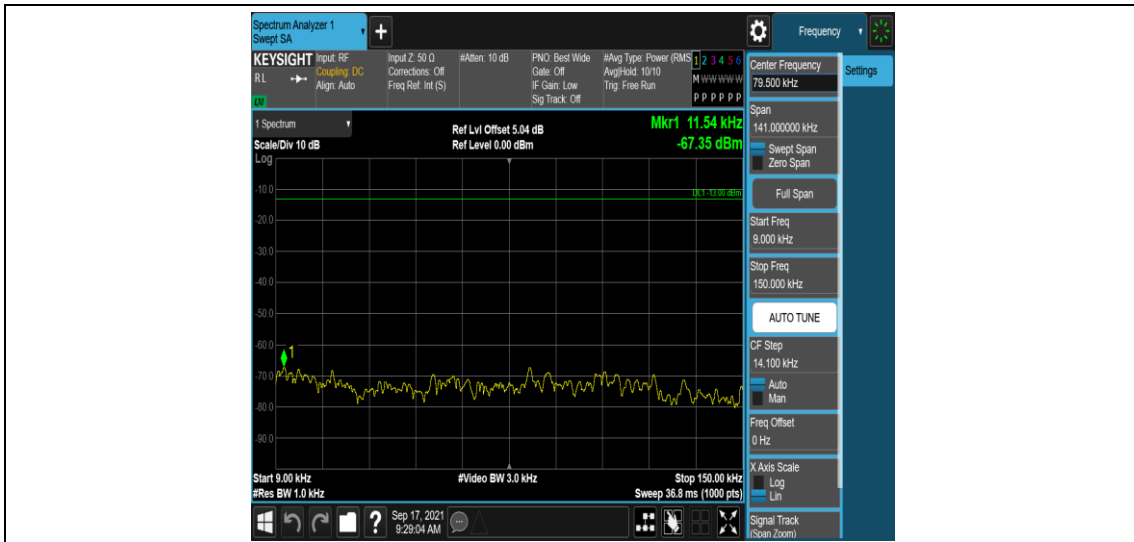 Spectrum Analyzer 1
Swept SA
Frequency
KEYSIGHT
RL
LXI
Input: RF
Coupling: DC
Align: Auto
Input Z: 50 Ω
Corrections: Off
Freq Ref: Int (S)
#Atten: 10 dB
PNO: Best Wide
Gate: Off
IF Gain: Low
Sig Track: Off
#Avg Type: Power (RMS
Avg|Hold: 10/10
Trig: Free Run
1 2 3 4 5 6
M W W W W W
P P P P P P
Center Frequency
79.500 kHz
Settings
Span
141.000000 kHz
Swept Span
Zero Span
Full Span
Start Freq
9.000 kHz
Stop Freq
150.000 kHz
AUTO TUNE
CF Step
14.100 kHz
Auto
Man
Freq Offset
0 Hz
X Axis Scale
Log
Lin
Signal Track
(Span Zoom)
1 Spectrum
Scale/Div 10 dB
Ref Lvl Offset 5.04 dB
Ref Level 0.00 dBm
Mkr1 11.54 kHz
-67.35 dBm
Log
DL1 -13.00 dBm
-10.0
-20.0
-30.0
-40.0
-50.0
-60.0
1
-70.0
-80.0
-90.0
Start 9.00 kHz
#Video BW 3.0 kHz
Stop 150.00 kHz
#Res BW 1.0 kHz
Sweep 36.8 ms (1000 pts)
?
Sep 17, 2021
9:29:04 AM